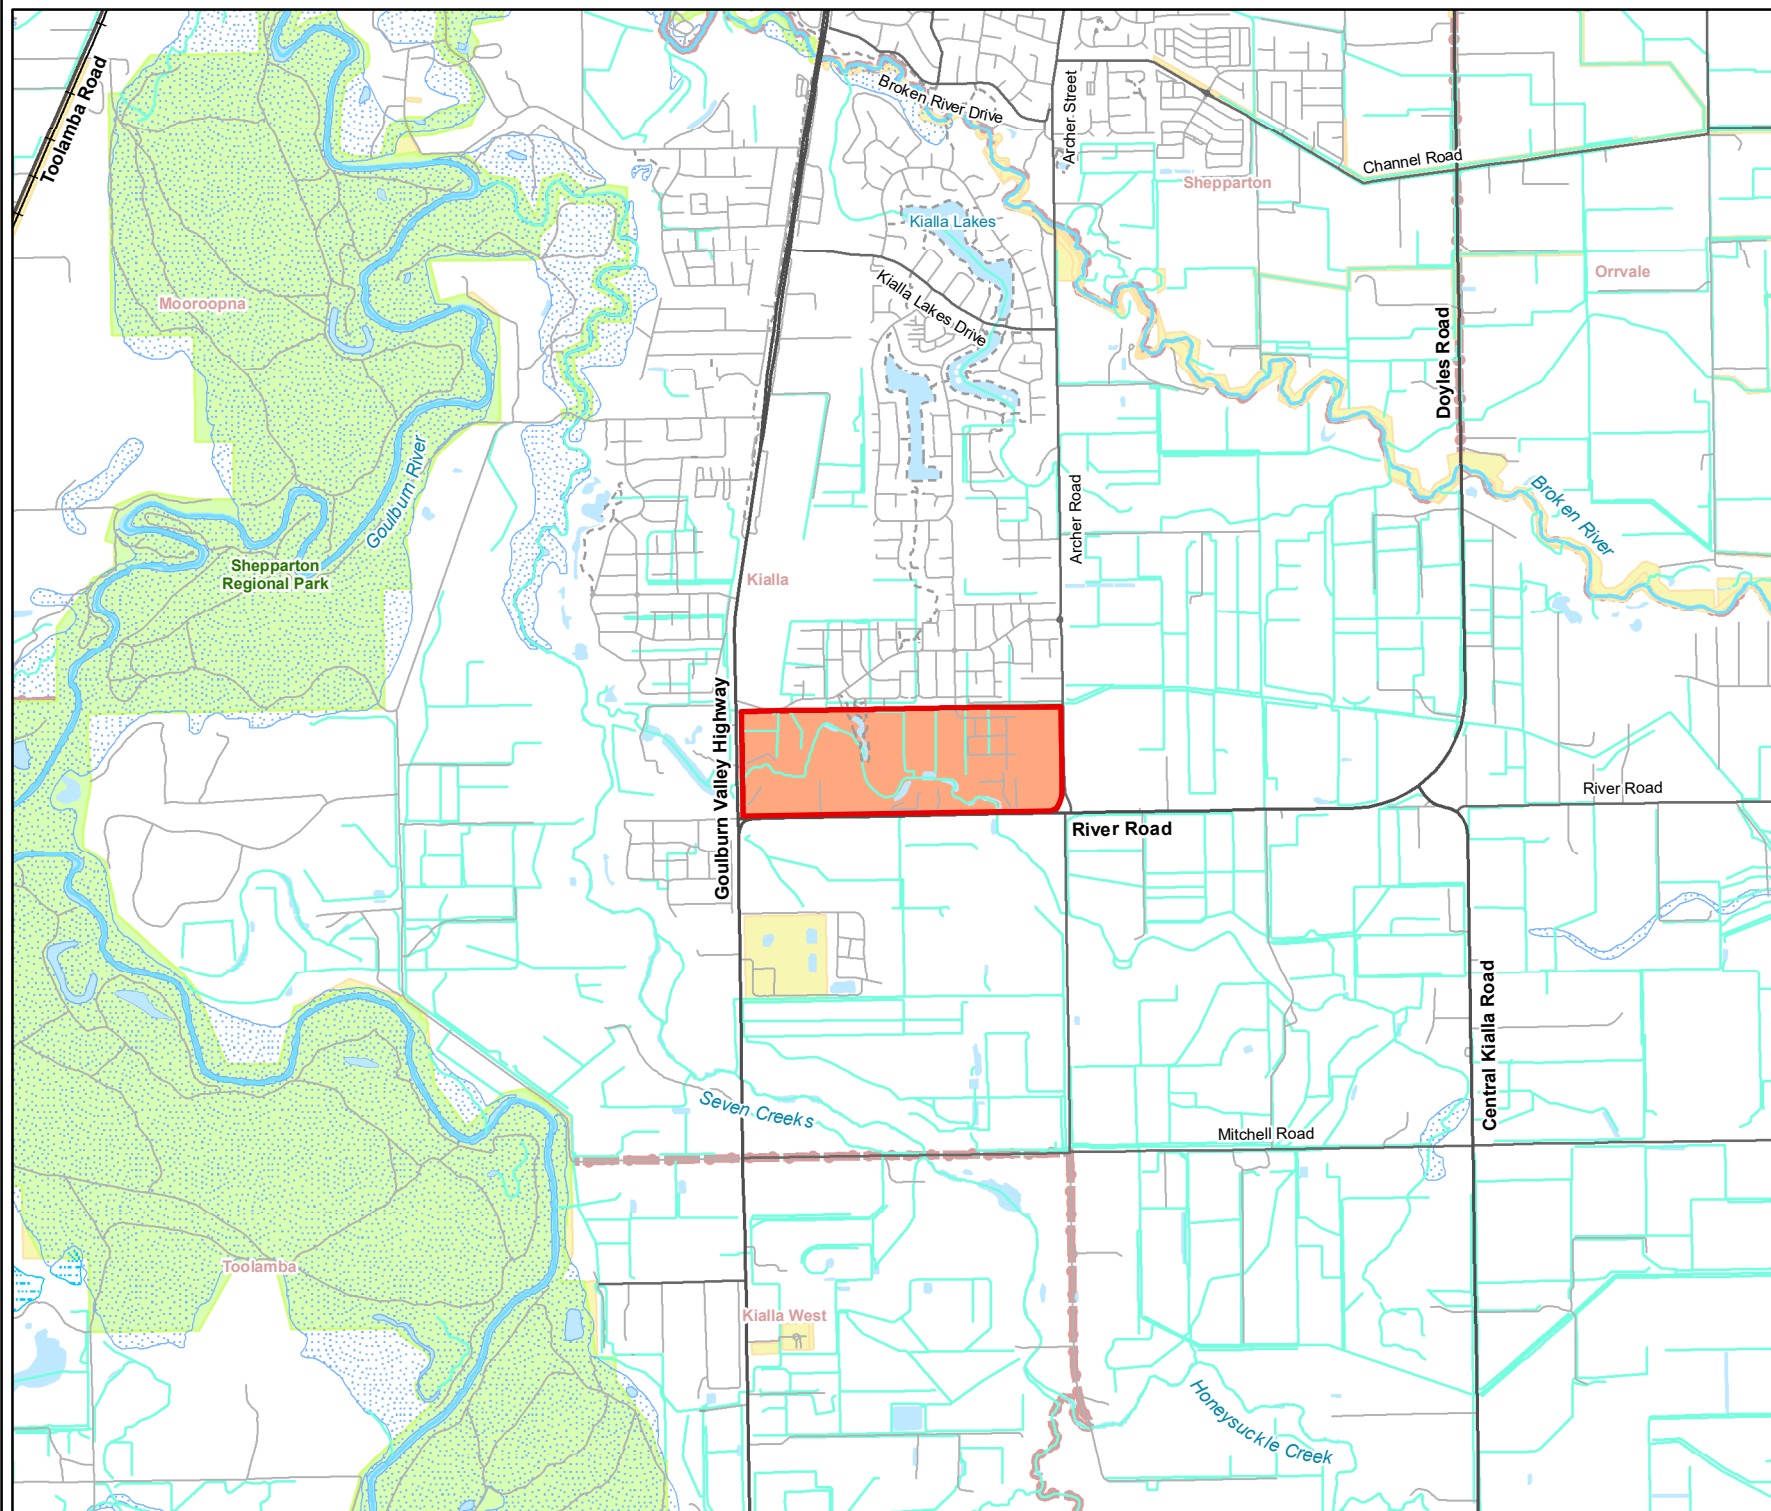 Toolamba Road
Broken River Drive
Archer Street
Channel Road
Shepparton
Kialla Lakes
Orrvale
Mooroopna
Kialla Lakes Drive
Doyles Road
Goulburn River
Archer Road
Broken River
Shepparton
Regional Park
Kialla
Goulburn Valley Highway
River Road
River Road
Central Kialla Road
Seven Creeks
Mitchell Road
Toolamba
Kialla West
Honeysuckle Creek